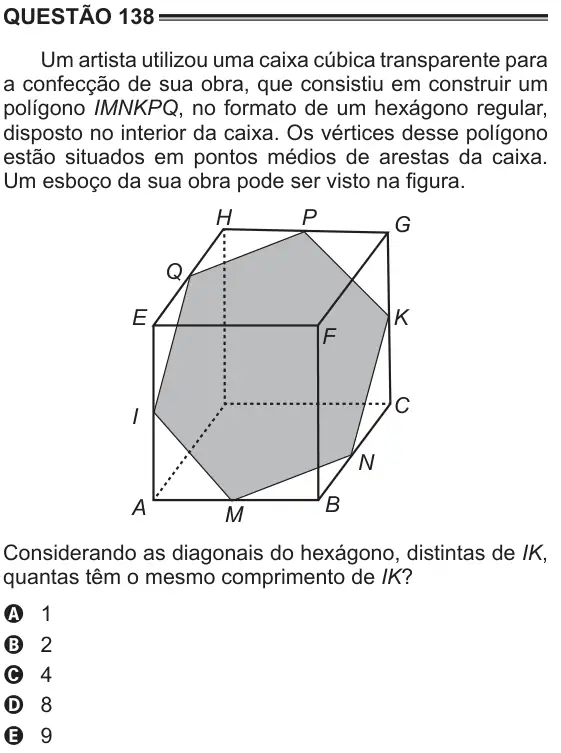 QUESTÃO 138
Um artista utilizou uma caixa cúbica transparente para
a confecção de sua obra, que consistiu em construir um
polígono IMNKPQ, no formato de um hexágono regular,
disposto no interior da caixa. Os vértices desse polígono
estão situados em pontos médios de arestas da caixa.
Um esboço da sua obra pode ser visto na figura.
H P G
Q
E F K
I C
N
A M B
Considerando as diagonais do hexágono, distintas de IK,
quantas têm o mesmo comprimento de IK?
A 1
B 2
C 4
D 8
E 9